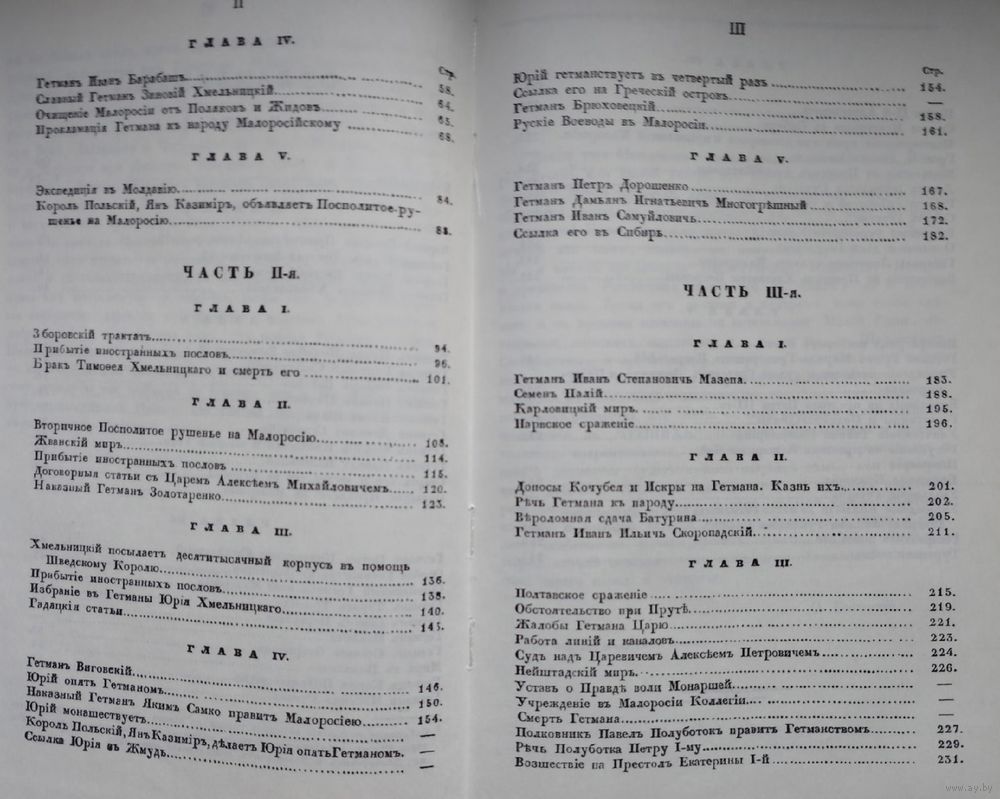 II
ГЛАВА IV.
Стр.
Гетманъ Иванъ Барабашъ 58.
Славный Гетманъ Зиновій Хмельницкій 64.
Очищеніе Малоросіи отъ Поляковъ и Жидовъ 65.
Прокламація Гетмана къ народу Малоросійскому 68.
ГЛАВА V.
Экспедиція въ Молдавію 84.
Король Польскій, Янъ Казиміръ, объявляетъ Посполитое ру-
шенье на Малоросію 88.
ЧАСТЬ II-я.
ГЛАВА I.
Зборовскій трактатъ 94.
Прибытіе иностранныхъ пословъ 96.
Бракъ Тимоѳея Хмельницкаго и смерть его 101.
ГЛАВА II.
Вторичное Посполитое рушенье на Малоросію 108.
Жванскій миръ 114.
Прибытіе иностранныхъ пословъ 115.
Договорныя статьи съ Царемъ Алексѣемъ Михайловичемъ 120.
Наказный Гетманъ Золотаренко 123.
ГЛАВА III.
Хмельницкій посылаетъ десятитысячный корпусъ въ помощь
Шведскому Королю 136.
Прибытіе иностранныхъ пословъ 138.
Избраніе въ Гетманы Юрія Хмельницкаго 140.
Гадацкія статьи 143.
ГЛАВА IV.
Гетманъ Виговскій 146.
Юрій опять Гетманомъ 150.
Наказный Гетманъ Якимъ Самко правитъ Малоросіею 154.
Юрій монашествуетъ —
Король Польскій, Янъ Казиміръ, дѣлаетъ Юрія опять Гетманомъ. —
Ссылка Юрія въ Жмудь —
III
Стр.
Юрій гетманствуетъ въ четвертый разъ 154.
Ссылка его на Греческій островъ —
Гетманъ Брюховецкій 158.
Рускіе Воеводы въ Малоросіи 161.
ГЛАВА V.
Гетманъ Петръ Дорошенко 167.
Гетманъ Дамьянъ Игнатьевичь Многогрѣшный 168.
Гетманъ Иванъ Самуйловичь 172.
Ссылка его въ Сибирь 182.
ЧАСТЬ III-я.
ГЛАВА I.
Гетманъ Иванъ Степановичь Мазепа 183.
Семенъ Палій 188.
Карловицкій миръ 195.
Нарвское сраженіе 196.
ГЛАВА II.
Доносы Кочубея и Искры на Гетмана. Казнь ихъ 201.
Рѣчь Гетмана къ народу 202.
Вѣроломная сдача Батурина 205.
Гетманъ Иванъ Ильичь Скоропадскій 211.
ГЛАВА III.
Полтавское сраженіе 215.
Обстоятельство при Прутѣ 219.
Жалобы Гетмана Царю 221.
Работа линій и каналовъ 223.
Судъ надъ Царевичемъ Алексѣемъ Петровичемъ 224.
Нейштадскій миръ 226.
Уставъ о Правдѣ воли Монаршей —
Учрежденіе въ Малоросіи Коллегіи —
Смерть Гетмана —
Полковникъ Павелъ Полуботокъ правитъ Гетманствомъ 227.
Рѣчь Полуботка Петру I-му 229.
Возшествіе на Престолъ Екатерины I-й 231.
www.ay.by